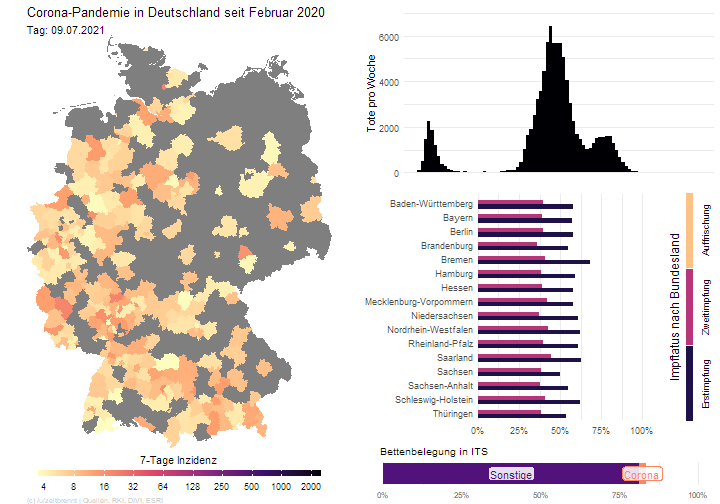 Corona-Pandemie in Deutschland seit Februar 2020
Tag: 09.07.2021
7-Tage Inzidenz
4 8 16 32 64 130 250 500 1000 2000
Tote pro Woche
6000
4000
2000
0
Baden-Württemberg
Bayern
Berlin
Brandenburg
Bremen
Hamburg
Hessen
Mecklenburg-Vorpommern
Niedersachsen
Nordrhein-Westfalen
Rheinland-Pfalz
Saarland
Sachsen
Sachsen-Anhalt
Schleswig-Holstein
Thüringen
0% 25% 50% 75% 100%
Impfstatus nach Bundesland
Auffrischung
Zweitimpfung
Erstimpfung
Bettenbelegung in ITS
Sonstige
Corona
0% 25% 50% 75% 100%
| Quellen: RKI, DIVI, ESRI